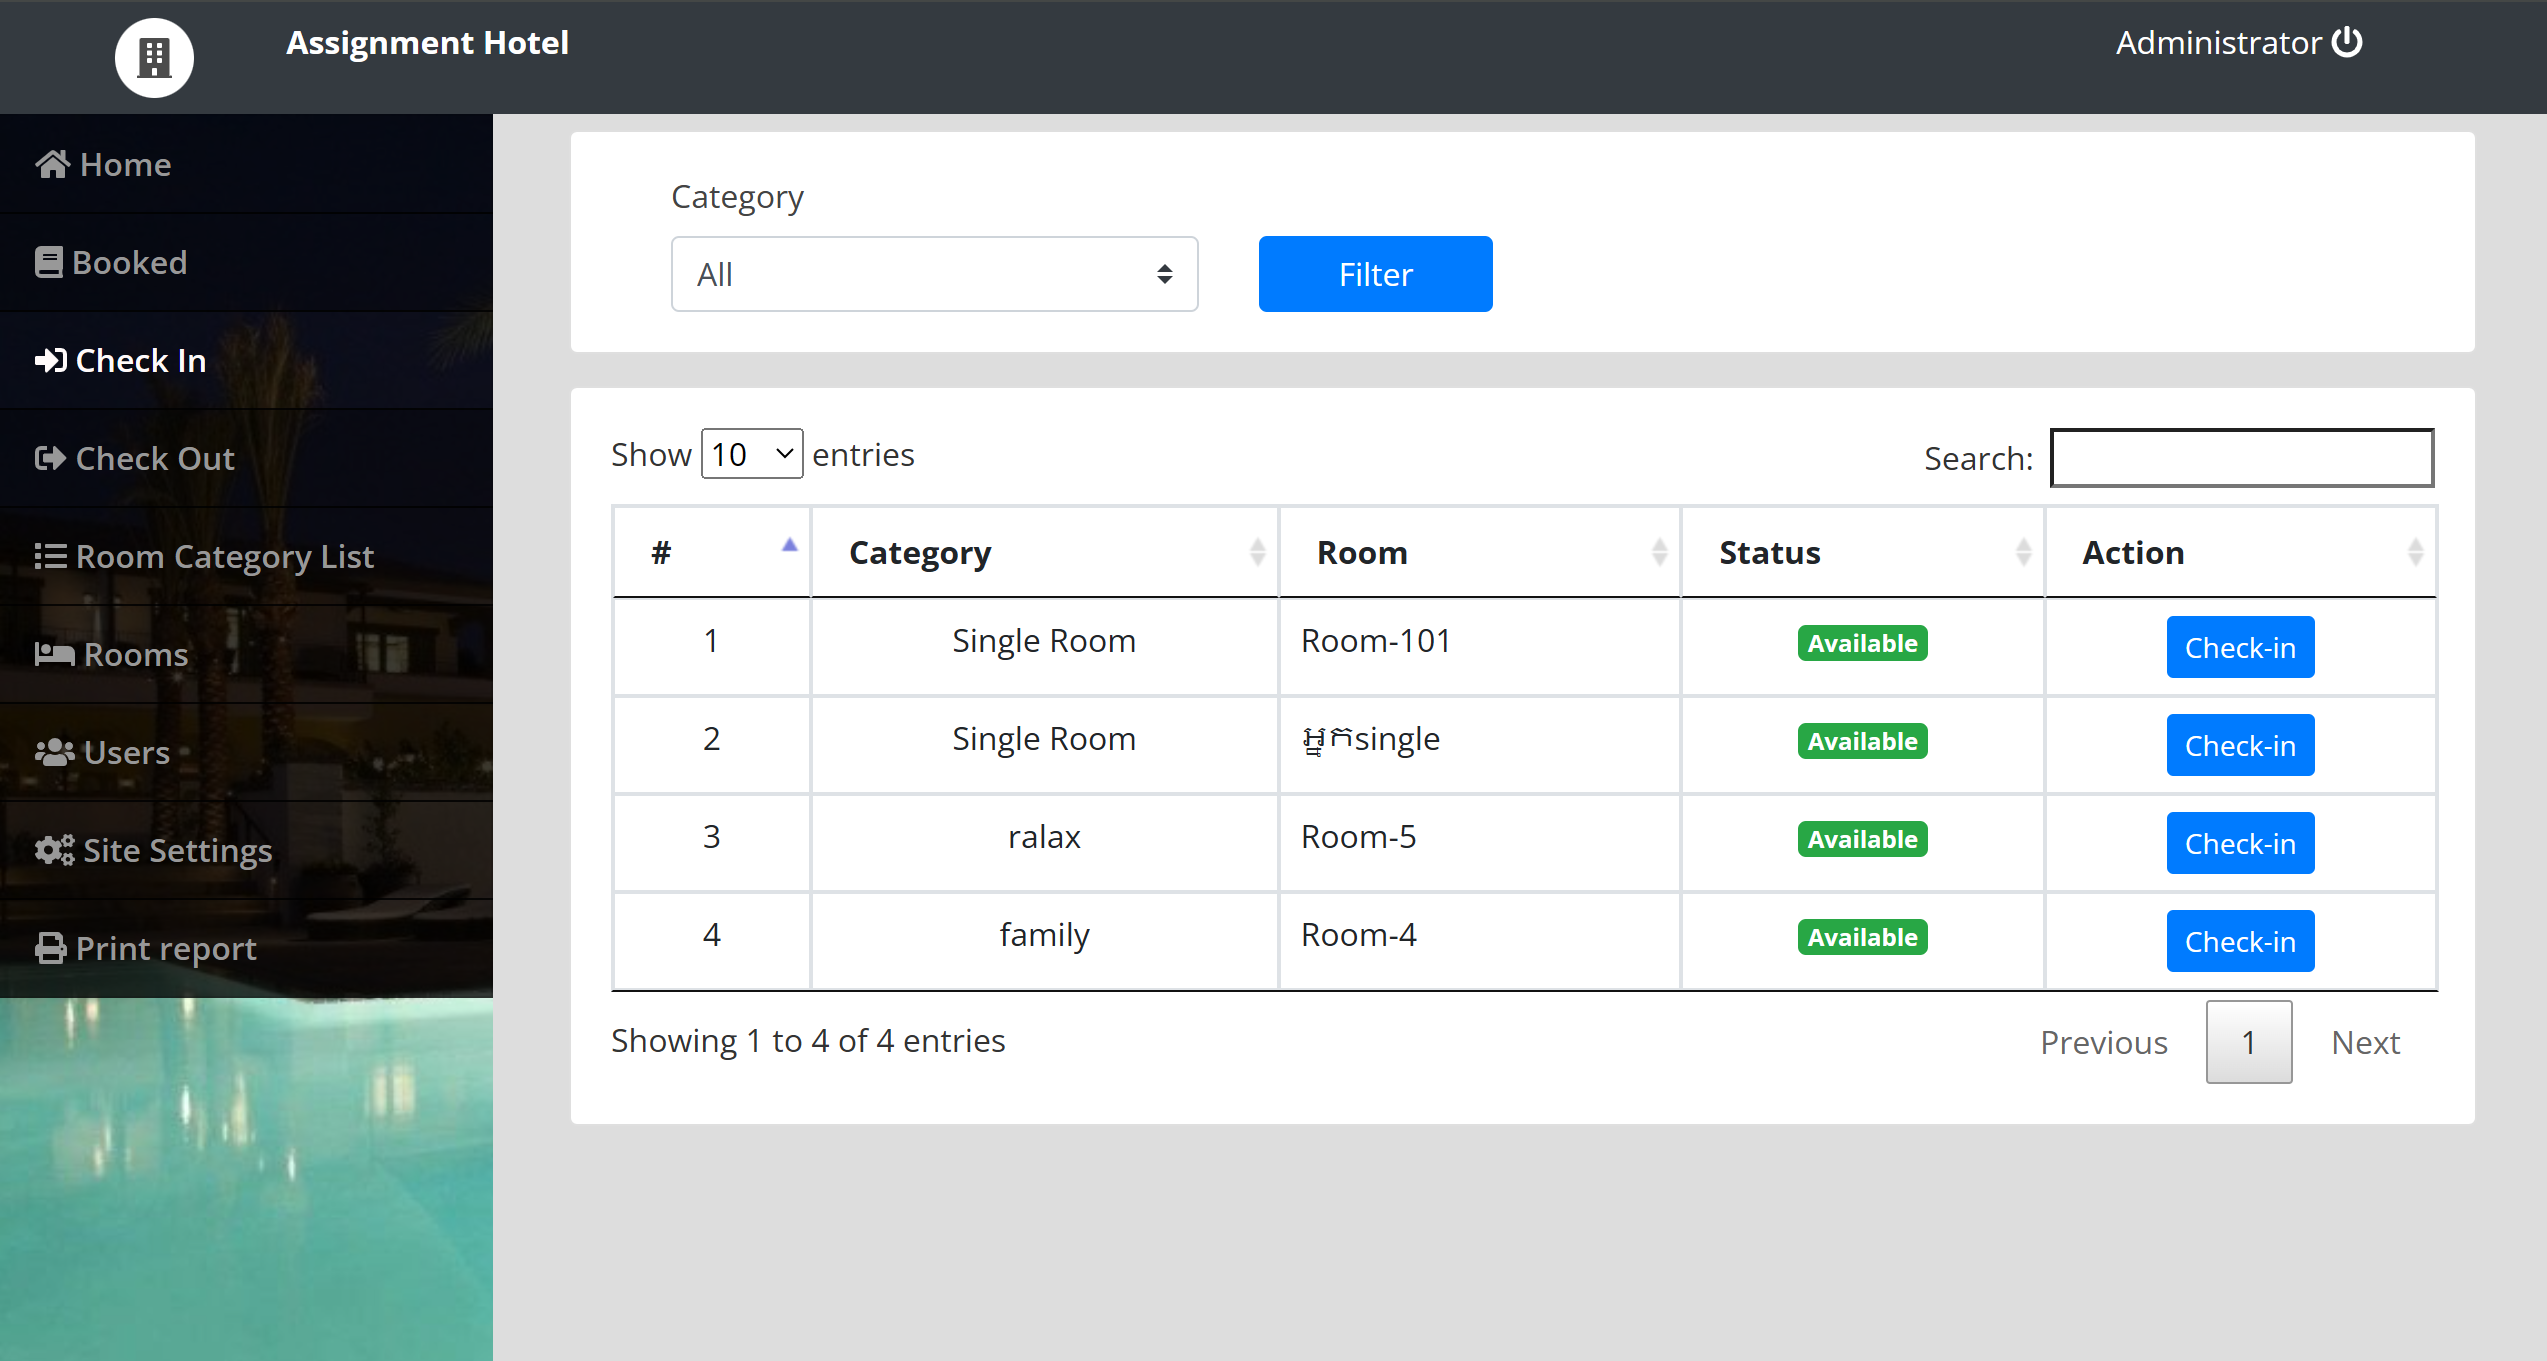 Assignment Hotel
Administrator
Home
Booked
Check In
Check Out
Room Category List
Rooms
Users
Site Settings
Print report
Category
All
Filter
Show 10 entries
Search:
# Category Room Status Action
1 Single Room Room-101 Available Check-in
2 Single Room អ្នកsingle Available Check-in
3 ralax Room-5 Available Check-in
4 family Room-4 Available Check-in
Showing 1 to 4 of 4 entries
Previous 1 Next